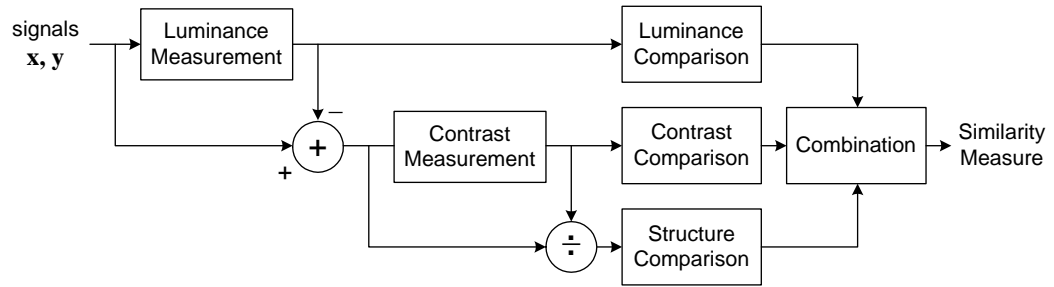 signals
x, y
Luminance
Measurement
Luminance
Comparison
−
+
+
Contrast
Measurement
Contrast
Comparison
Combination
Similarity
Measure
÷
Structure
Comparison